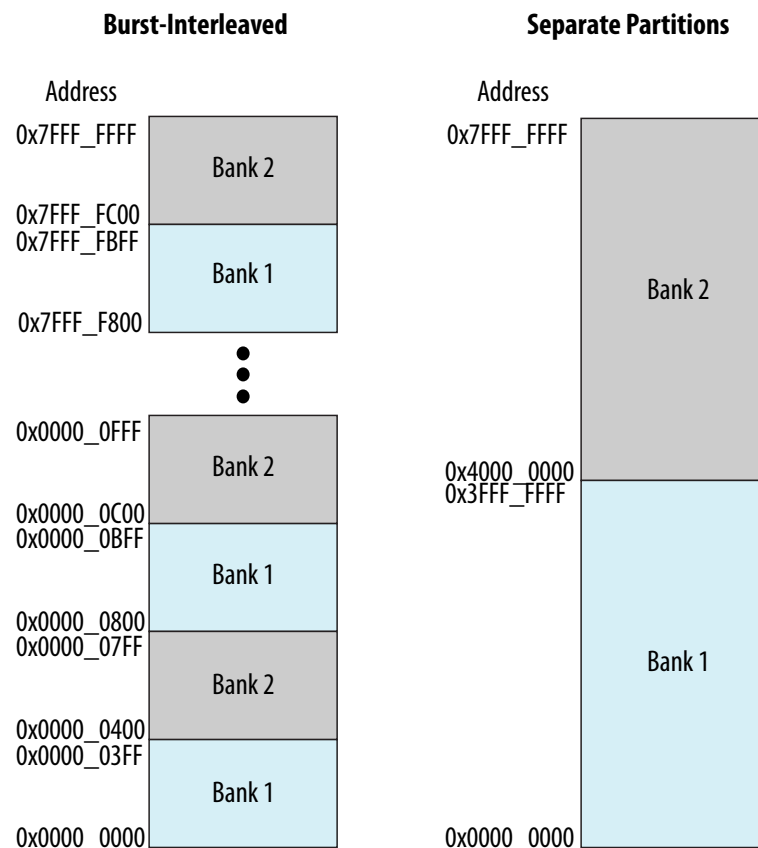 Burst-Interleaved
Address
0x7FFF_FFFF
Bank 2
0x7FFF_FC00
0x7FFF_FBFF
Bank 1
0x7FFF_F800
0x0000_0FFF
Bank 2
0x0000_0C00
0x0000_0BFF
Bank 1
0x0000_0800
0x0000_07FF
Bank 2
0x0000_0400
0x0000_03FF
Bank 1
0x0000_0000
Separate Partitions
Address
0x7FFF_FFFF
Bank 2
0x4000_0000
0x3FFF_FFFF
Bank 1
0x0000_0000